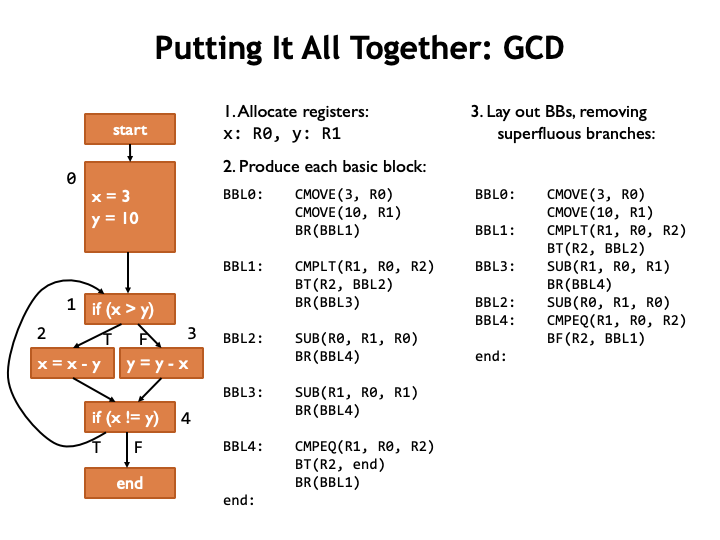 Putting It All Together: GCD
start
0
x = 3
y = 10
1
if (x > y)
2
T
F
3
x = x - y
y = y - x
if (x != y)
4
T
F
end
1. Allocate registers:
x: R0, y: R1
2. Produce each basic block:
BBL0: CMOVE(3, R0)
CMOVE(10, R1)
BR(BBL1)
BBL1: CMPLT(R1, R0, R2)
BT(R2, BBL2)
BR(BBL3)
BBL2: SUB(R0, R1, R0)
BR(BBL4)
BBL3: SUB(R1, R0, R1)
BR(BBL4)
BBL4: CMPEQ(R1, R0, R2)
BT(R2, end)
BR(BBL1)
end:
3. Lay out BBs, removing
superfluous branches:
BBL0: CMOVE(3, R0)
CMOVE(10, R1)
BBL1: CMPLT(R1, R0, R2)
BT(R2, BBL2)
BBL3: SUB(R1, R0, R1)
BR(BBL4)
BBL2: SUB(R0, R1, R0)
BBL4: CMPEQ(R1, R0, R2)
BF(R2, BBL1)
end: